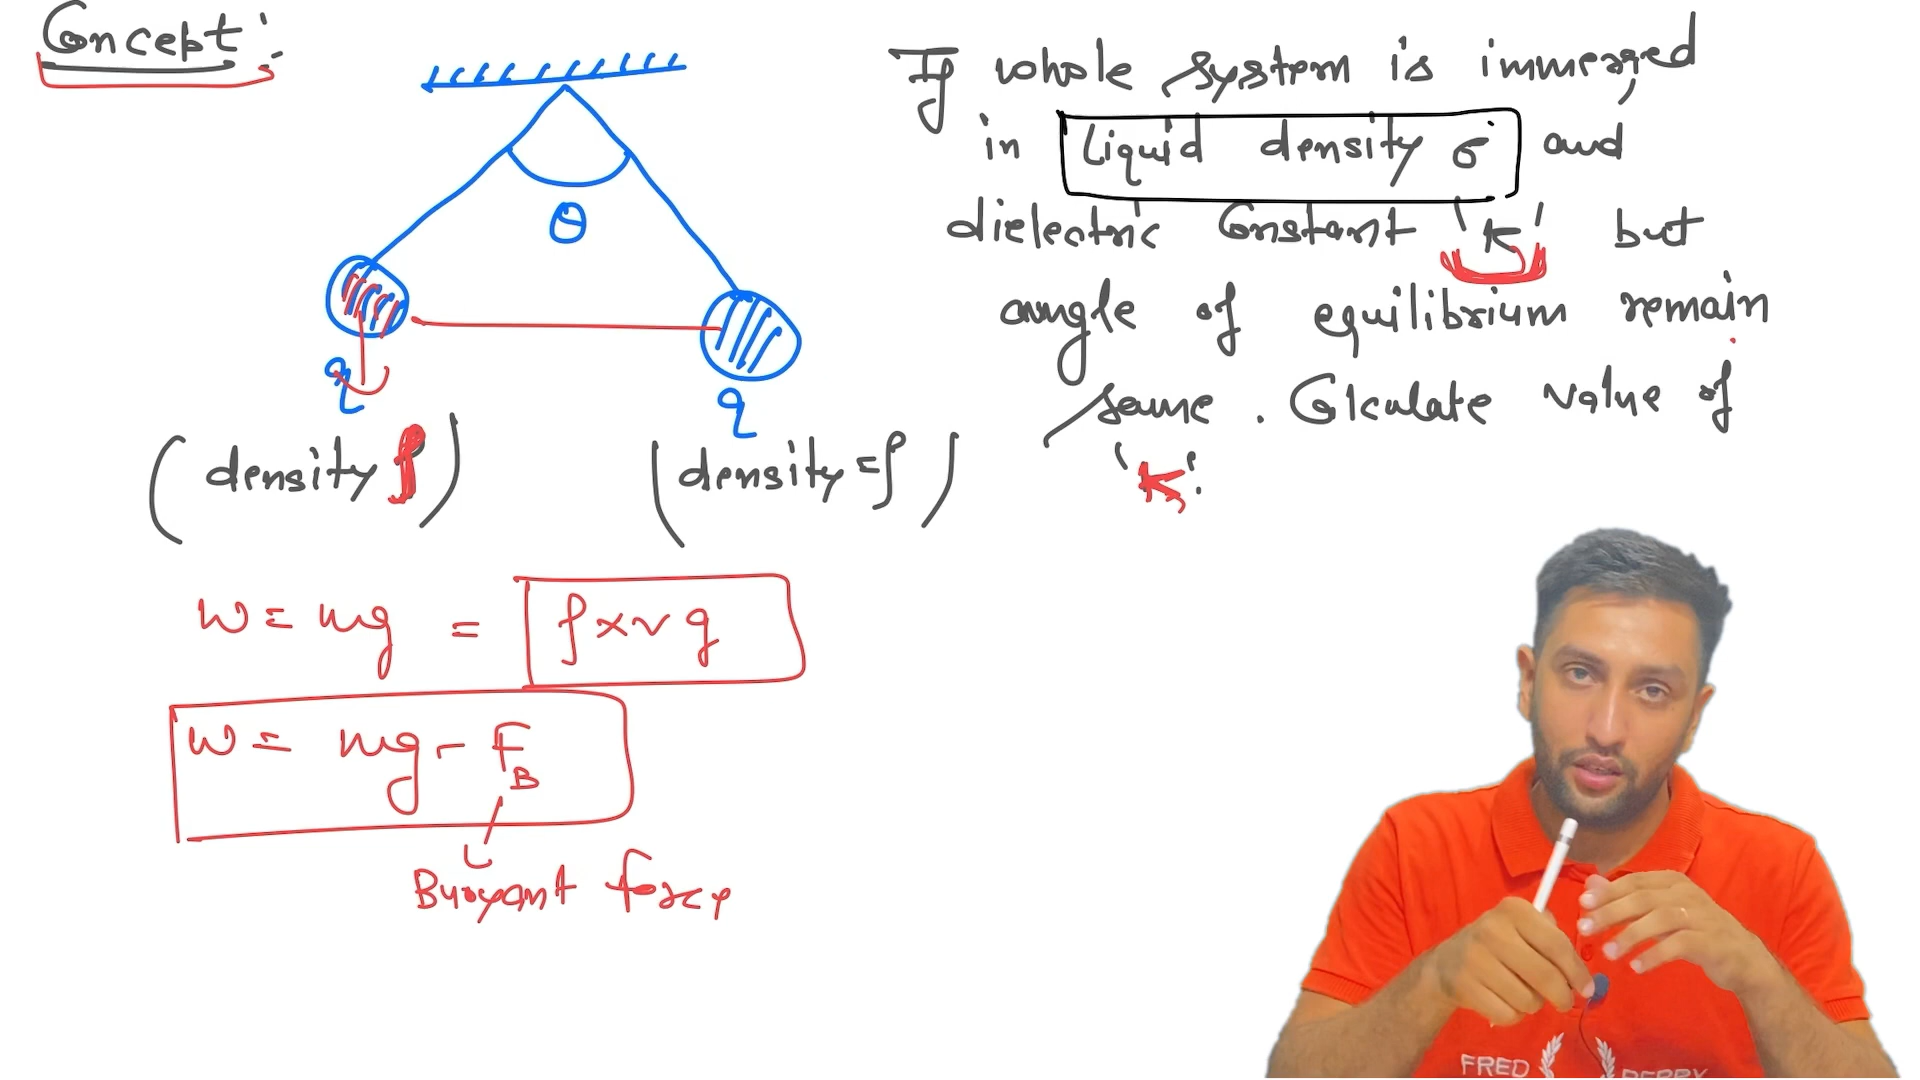 Concept :
If whole system is immersed
in Liquid density σ and
dielectric Constant 'K' but
angle of equilibrium remain
same . Calculate value of
'K'.
θ
q
q
(density ρ)
(density = ρ)
W = mg = ρ x v g
W = mg - F_B
Buoyant force
FRED PERRY